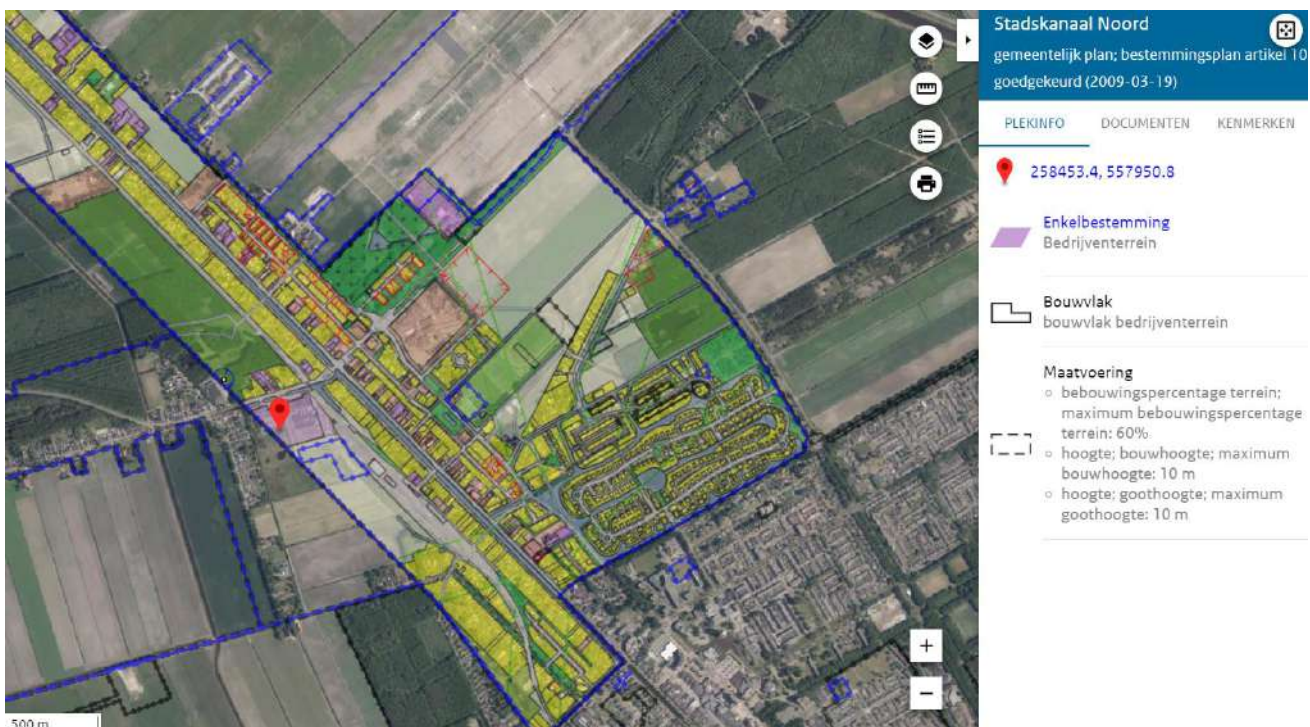 Stadskanaal Noord
gemeentelijk plan; bestemmingsplan artikel 10
goedgekeurd (2009-03-19)
PLEKINFO DOCUMENTEN KENMERKEN
258453.4, 557950.8
Enkelbestemming
Bedrijventerrein
Bouwvlak
bouwvlak bedrijventerrein
Maatvoering
bebouwingspercentage terrein;
maximum bebouwingspercentage
terrein: 60%
hoogte; bouwhoogte; maximum
bouwhoogte: 10 m
hoogte; goothoogte; maximum
goothoogte: 10 m
500 m